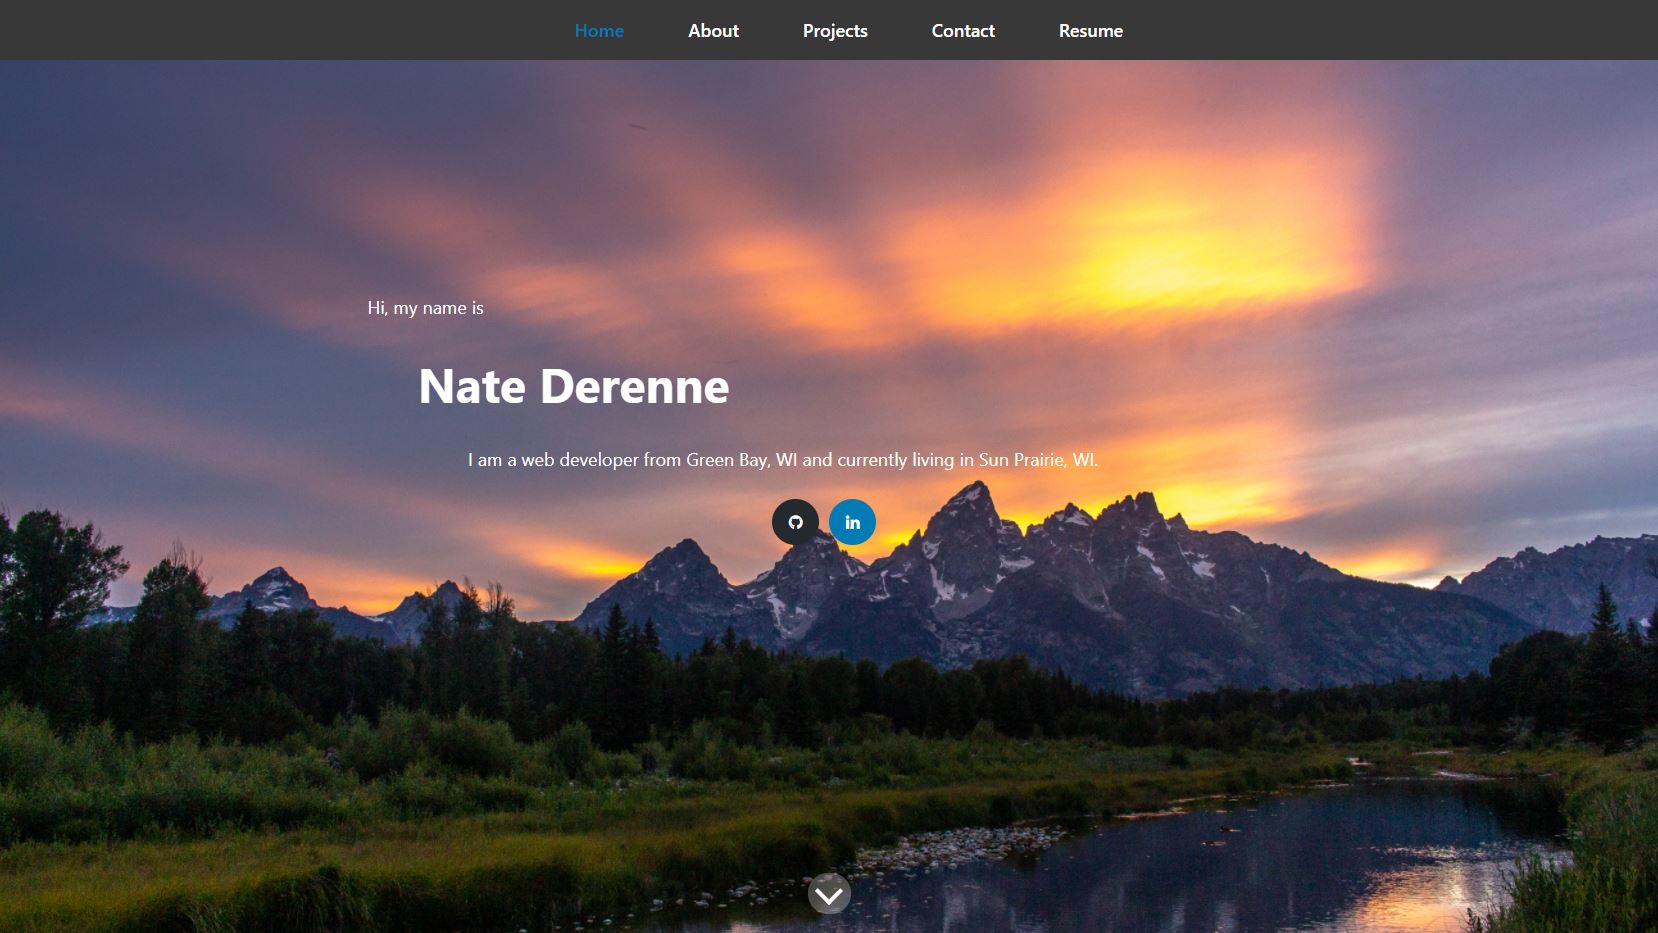 Home About Projects Contact Resume
Hi, my name is
Nate Derenne
I am a web developer from Green Bay, WI and currently living in Sun Prairie, WI.
in